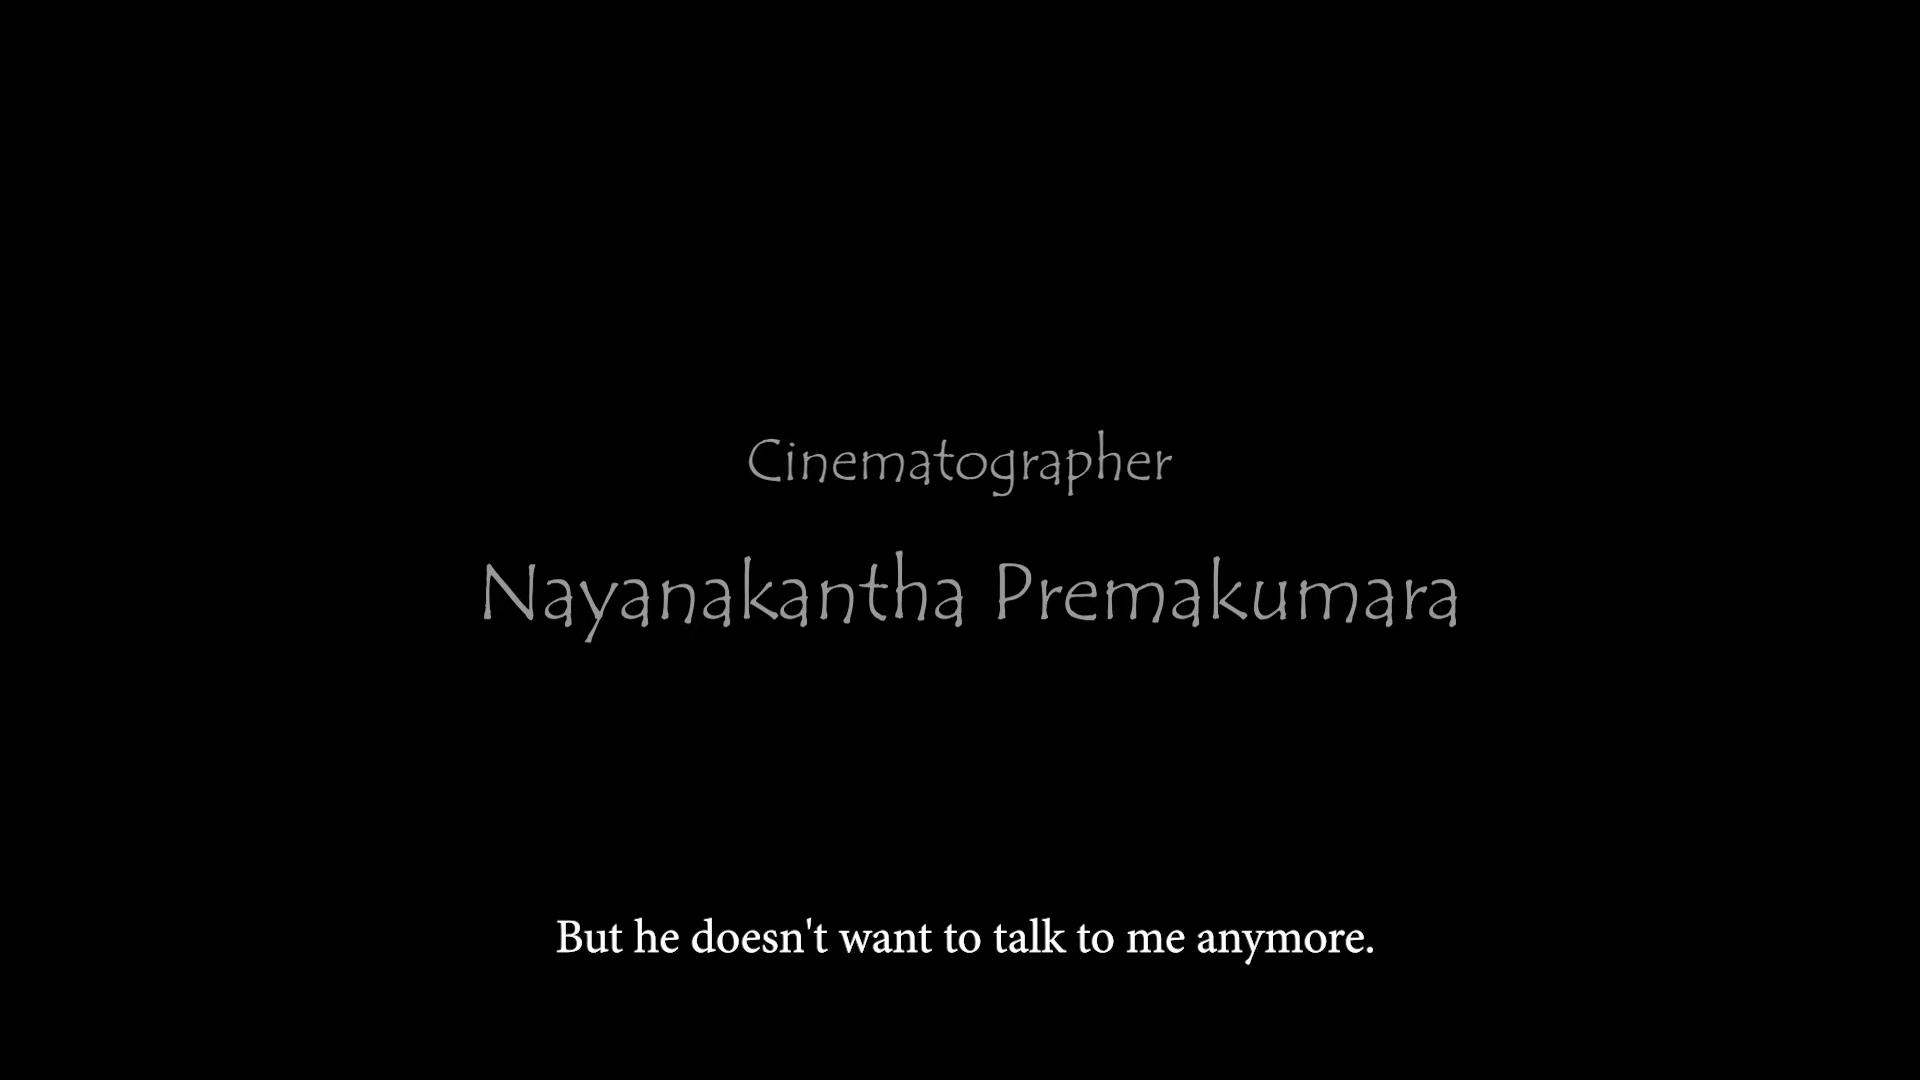 Cinematographer
Nayanakantha Premakumara
But he doesn't want to talk to me anymore.